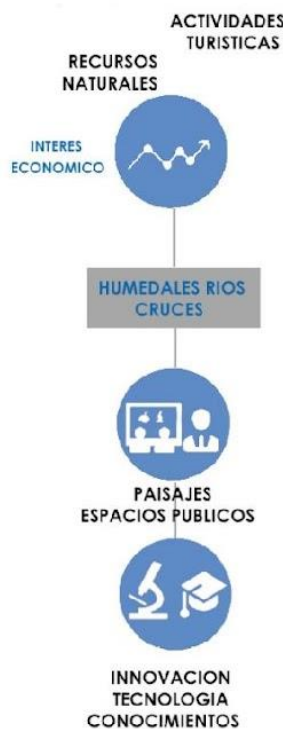 ACTIVIDADES
TURISTICAS
RECURSOS
NATURALES
INTERES
ECONOMICO
HUMEDALES RIOS
CRUCES
PAISAJES
ESPACIOS PUBLICOS
INNOVACION
TECNOLOGIA
CONOCIMIENTOS